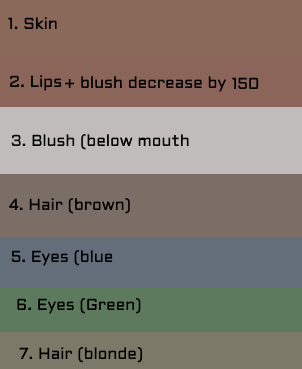 1. Skin
2. Lips+ blush decrease by 150
3. Blush (below mouth
4. Hair (brown)
5. Eyes (blue
6. Eyes (Green)
7. Hair (blonde)